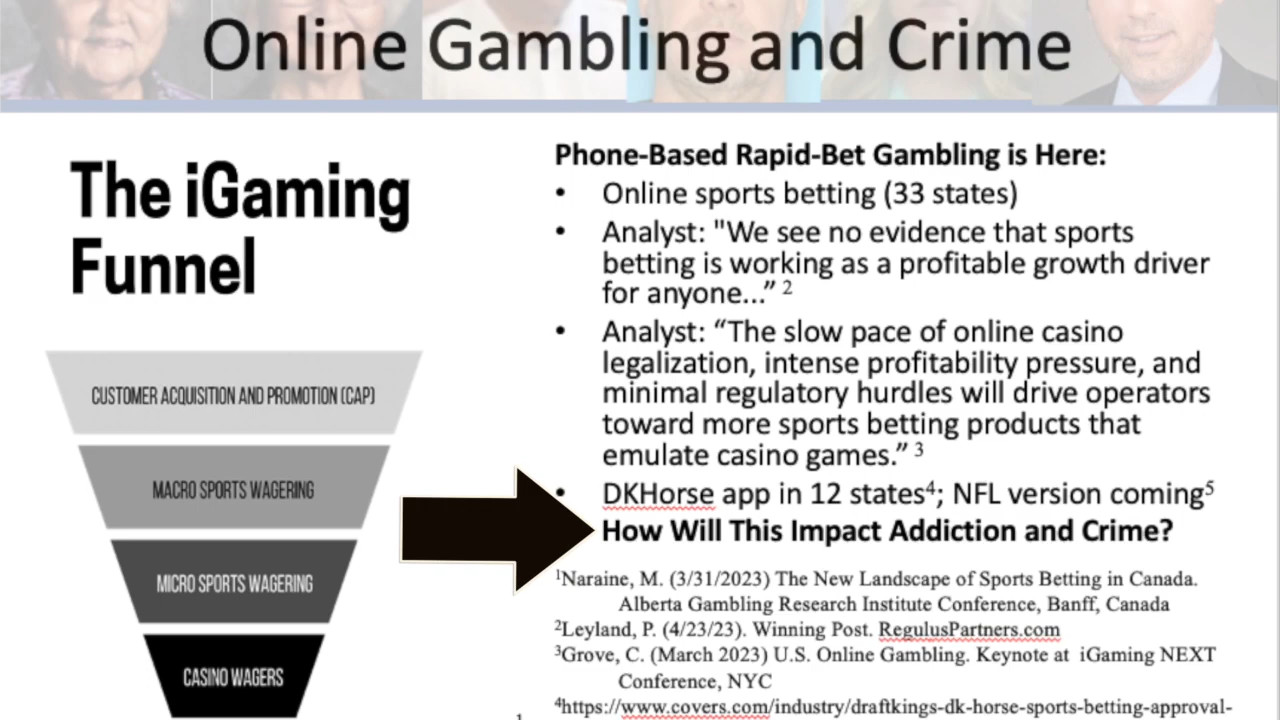 Online Gambling and Crime
The iGaming
Funnel
CUSTOMER ACQUISITION AND PROMOTION (CAP)
MACRO SPORTS WAGERING
MICRO SPORTS WAGERING
CASINO WAGERS
1
Phone-Based Rapid-Bet Gambling is Here:
• Online sports betting (33 states)
• Analyst: "We see no evidence that sports
betting is working as a profitable growth driver
for anyone...” 2
• Analyst: “The slow pace of online casino
legalization, intense profitability pressure, and
minimal regulatory hurdles will drive operators
toward more sports betting products that
emulate casino games.” 3
• DKHorse app in 12 states4; NFL version coming5
How Will This Impact Addiction and Crime?
1Naraine, M. (3/31/2023) The New Landscape of Sports Betting in Canada.
Alberta Gambling Research Institute Conference, Banff, Canada
2Leyland, P. (4/23/23). Winning Post. RegulusPartners.com
3Grove, C. (March 2023) U.S. Online Gambling. Keynote at iGaming NEXT
Conference, NYC
4https://www.covers.com/industry/draftkings-dk-horse-sports-betting-approval-